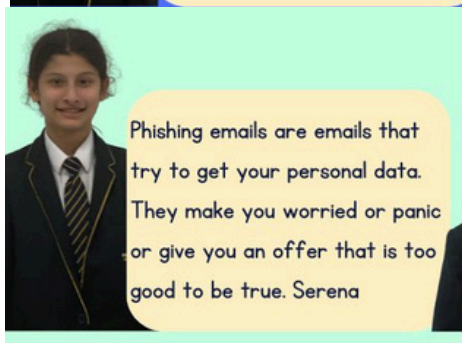 Phishing emails are emails that
try to get your personal data.
They make you worried or panic
or give you an offer that is too
good to be true. Serena